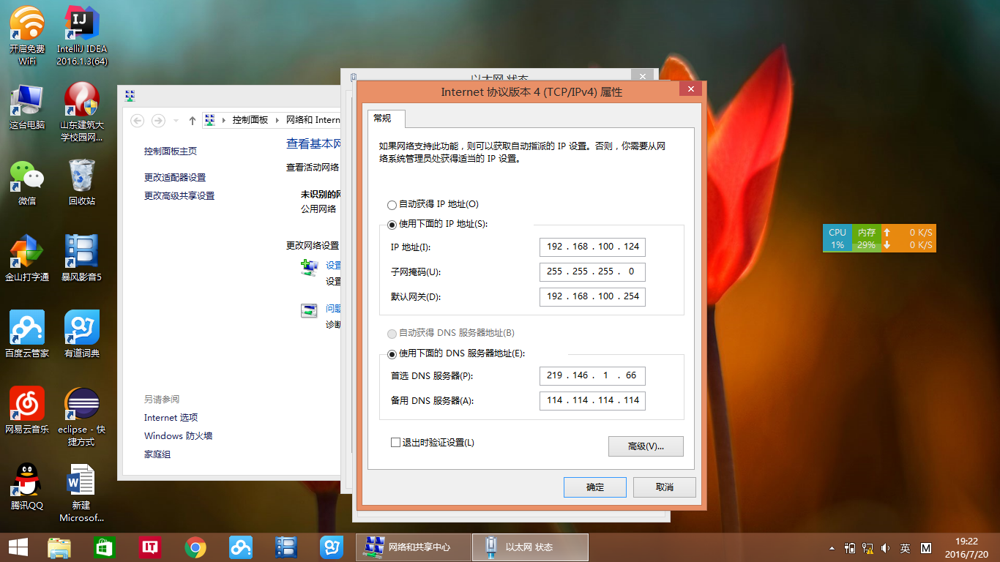 开启免费
WiFi
IntelliJ IDEA
2016.1.3(64)
这台电脑
山东建筑大
学校园网...
微信
回收站
金山打字通
暴风影音5
百度云管家
有道词典
网易云音乐
eclipse - 快
捷方式
腾讯QQ
新建
Microsof...
控制面板
网络和 Intern
控制面板主页
更改适配器设置
更改高级共享设置
查看基本网
查看活动网络
未识别的网
公用网络
更改网络设置
设置
设置
问题
诊断
另请参阅
Internet 选项
Windows 防火墙
家庭组
以太网 状态
Internet 协议版本 4 (TCP/IPv4) 属性
常规
如果网络支持此功能，则可以获取自动指派的 IP 设置。否则，你需要从网
络系统管理员处获得适当的 IP 设置。
自动获得 IP 地址(O)
使用下面的 IP 地址(S):
IP 地址(I):
192 . 168 . 100 . 124
子网掩码(U):
255 . 255 . 255 . 0
默认网关(D):
192 . 168 . 100 . 254
自动获得 DNS 服务器地址(B)
使用下面的 DNS 服务器地址(E):
首选 DNS 服务器(P):
219 . 146 . 1 . 66
备用 DNS 服务器(A):
114 . 114 . 114 . 114
退出时验证设置(L)
高级(V)...
确定
取消
CPU 内存 0 K/S
1% 29% 0 K/S
IT
网络和共享中心
以太网 状态
英
M
19:22
2016/7/20